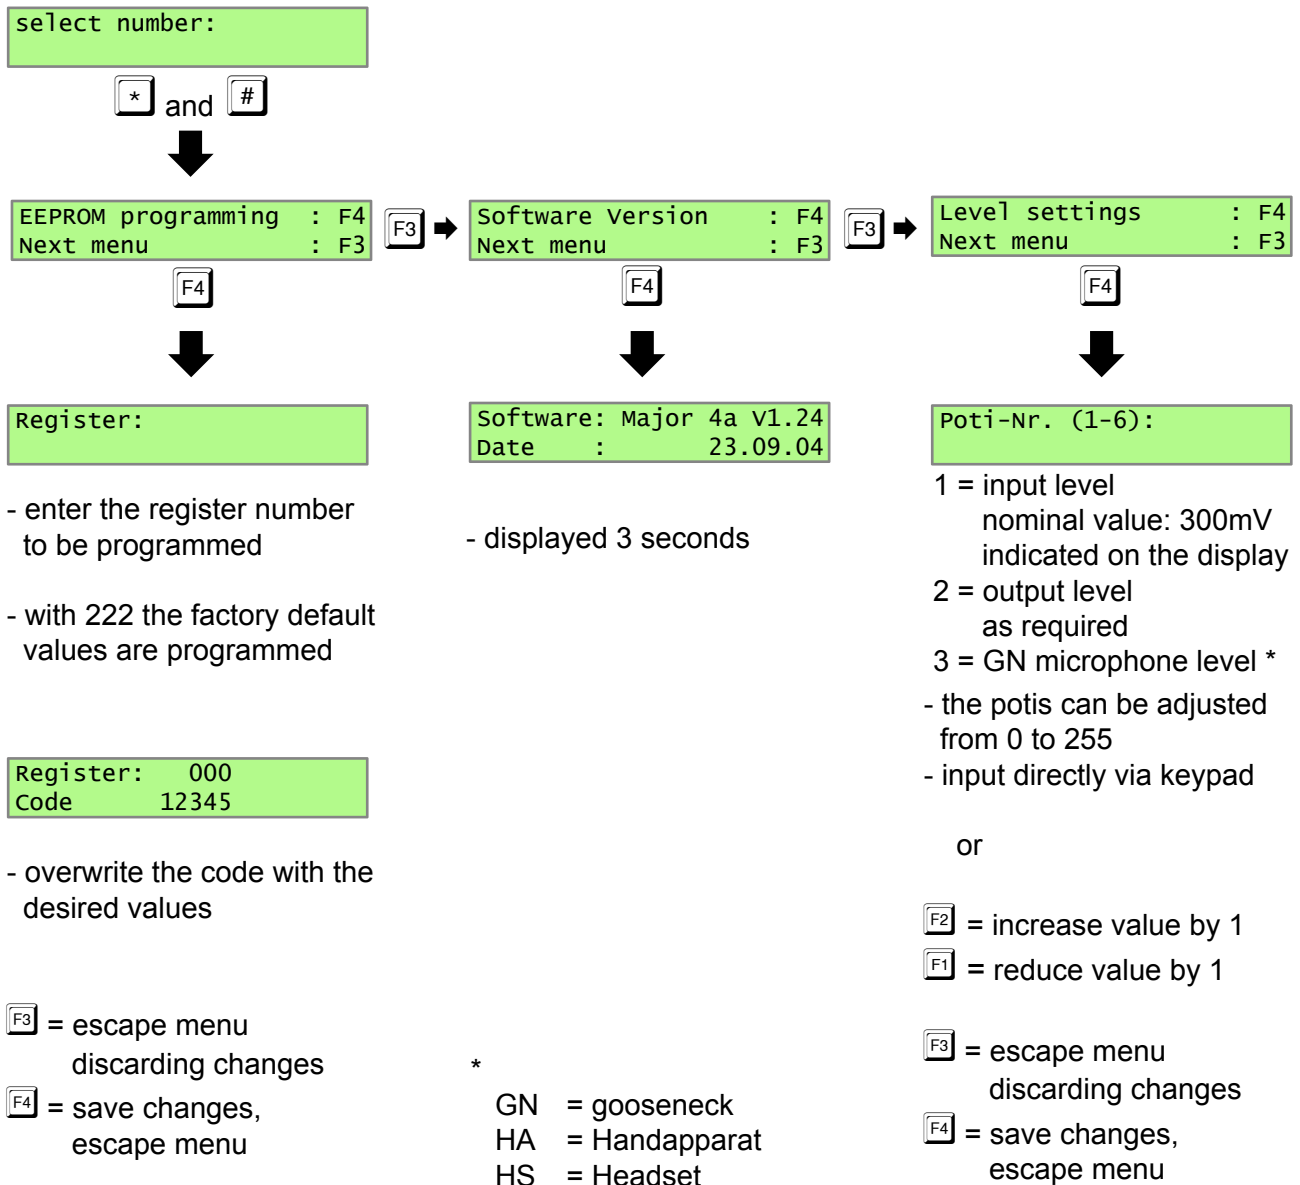 select number:
* and #
EEPROM programming : F4
Next menu : F3
F3
Software Version : F4
Next menu : F3
F3
Level settings : F4
Next menu : F3
F4
F4
F4
Register:
- enter the register number
to be programmed
- with 222 the factory default
values are programmed
Register: 000
Code 12345
- overwrite the code with the
desired values
F3 = escape menu
discarding changes
F4 = save changes,
escape menu
Software: Major 4a V1.24
Date : 23.09.04
- displayed 3 seconds
*
GN = gooseneck
HA = Handapparat
HS = Headset
Poti-Nr. (1-6):
1 = input level
nominal value: 300mV
indicated on the display
2 = output level
as required
3 = GN microphone level *
- the potis can be adjusted
from 0 to 255
- input directly via keypad
or
F2 = increase value by 1
F1 = reduce value by 1
F3 = escape menu
discarding changes
F4 = save changes,
escape menu